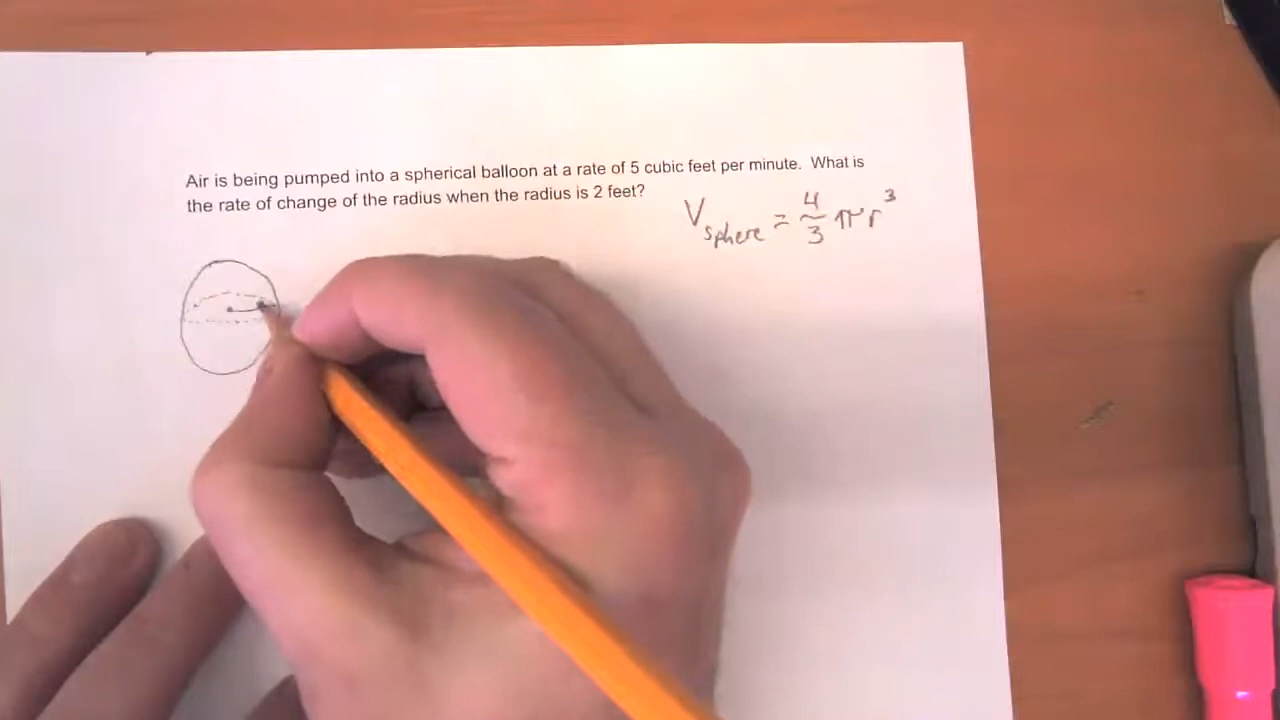 Air is being pumped into a spherical balloon at a rate of 5 cubic feet per minute. What is
the rate of change of the radius when the radius is 2 feet?
V sphere = 4/3 πr³